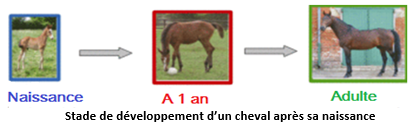 Naissance A 1 an Adulte
Stade de développement d'un cheval après sa naissance